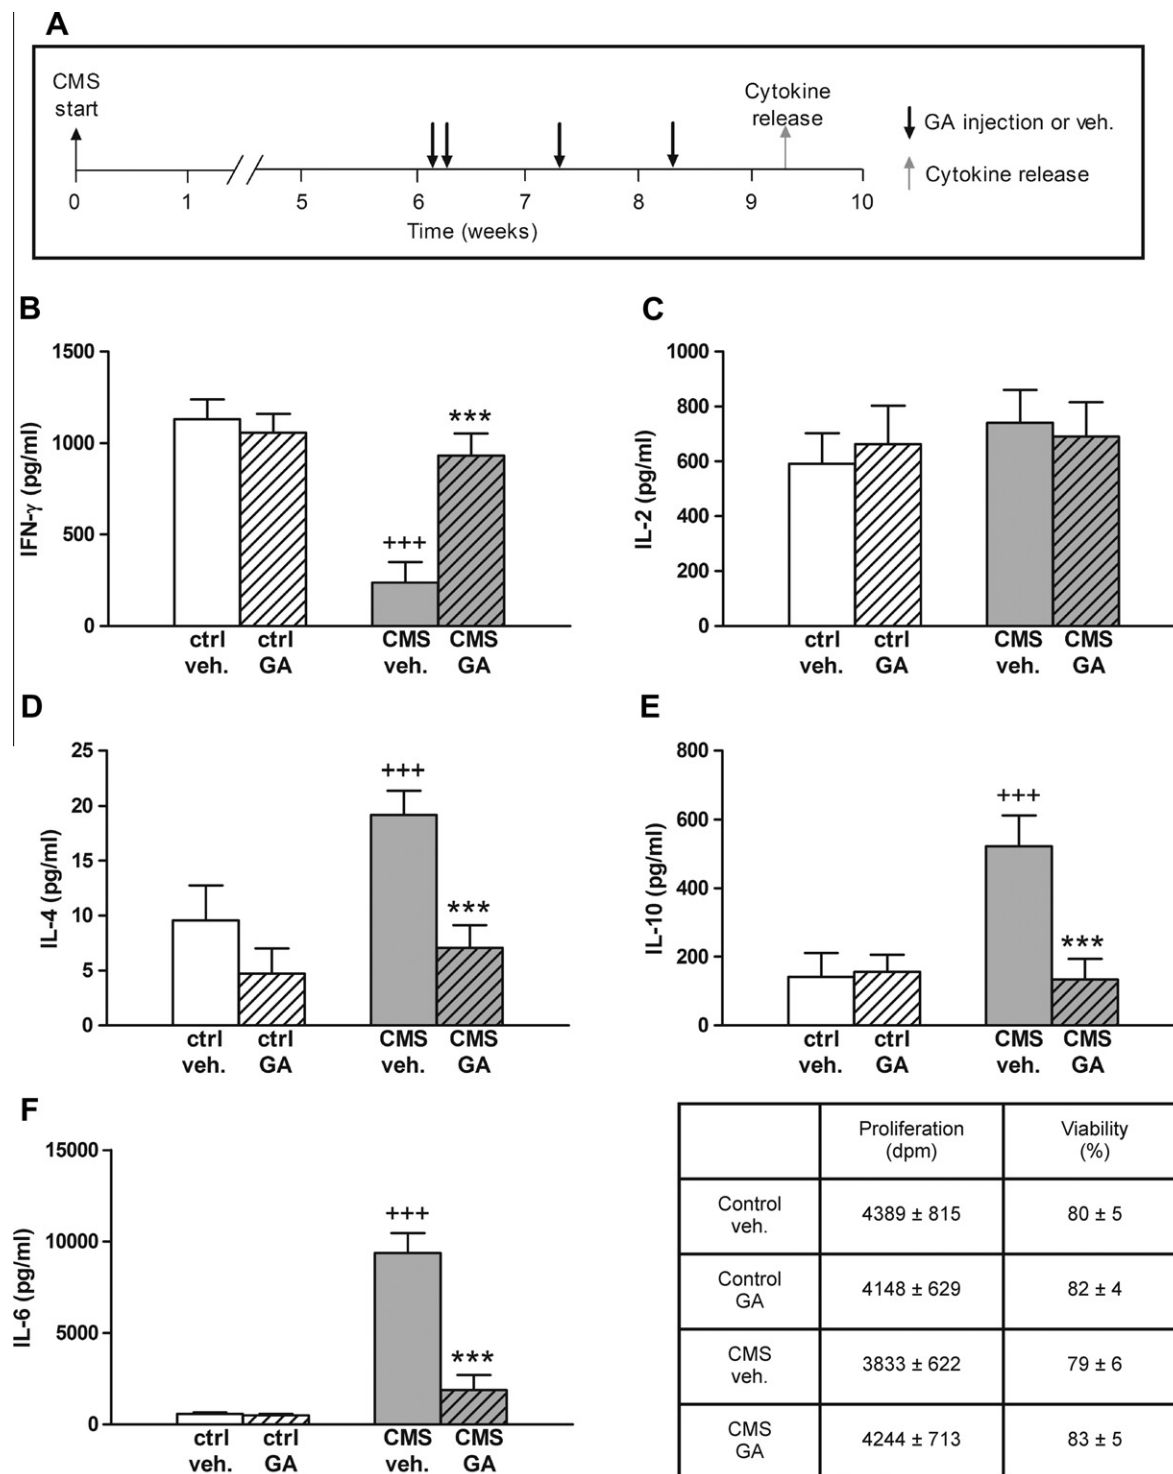 A
CMS
start
Cytokine
release
GA injection or veh.
Cytokine release
0 1 5 6 7 8 9 10
Time (weeks)
B
IFN-γ (pg/ml)
1500
1000
500
0
+++
***
ctrl ctrl CMS CMS
veh. GA veh. GA
C
IL-2 (pg/ml)
1000
800
600
400
200
0
ctrl ctrl CMS CMS
veh. GA veh. GA
D
IL-4 (pg/ml)
25
20
15
10
5
0
+++
***
ctrl ctrl CMS CMS
veh. GA veh. GA
E
IL-10 (pg/ml)
800
600
400
200
0
+++
***
ctrl ctrl CMS CMS
veh. GA veh. GA
F
IL-6 (pg/ml)
15000
10000
5000
0
+++
***
ctrl ctrl CMS CMS
veh. GA veh. GA
Proliferation Viability
(dpm) (%)
Control
veh.
4389 ± 815 80 ± 5
Control
GA
4148 ± 629 82 ± 4
CMS
veh.
3833 ± 622 79 ± 6
CMS
GA
4244 ± 713 83 ± 5